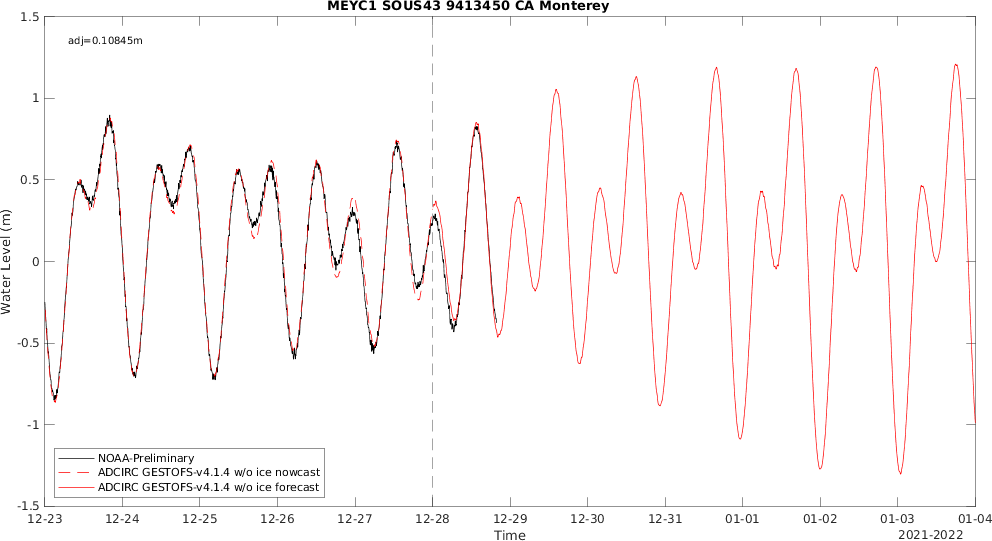 MEYC1 SOUS43 9413450 CA Monterey
adj=0.10845m
1.5
1
0.5
0
-0.5
-1
-1.5
Water Level (m)
NOAA-Preliminary
ADCIRC GESTOFS-v4.1.4 w/o ice nowcast
ADCIRC GESTOFS-v4.1.4 w/o ice forecast
12-23 12-24 12-25 12-26 12-27 12-28 12-29 12-30 12-31 01-01 01-02 01-03 01-04
Time
2021-2022